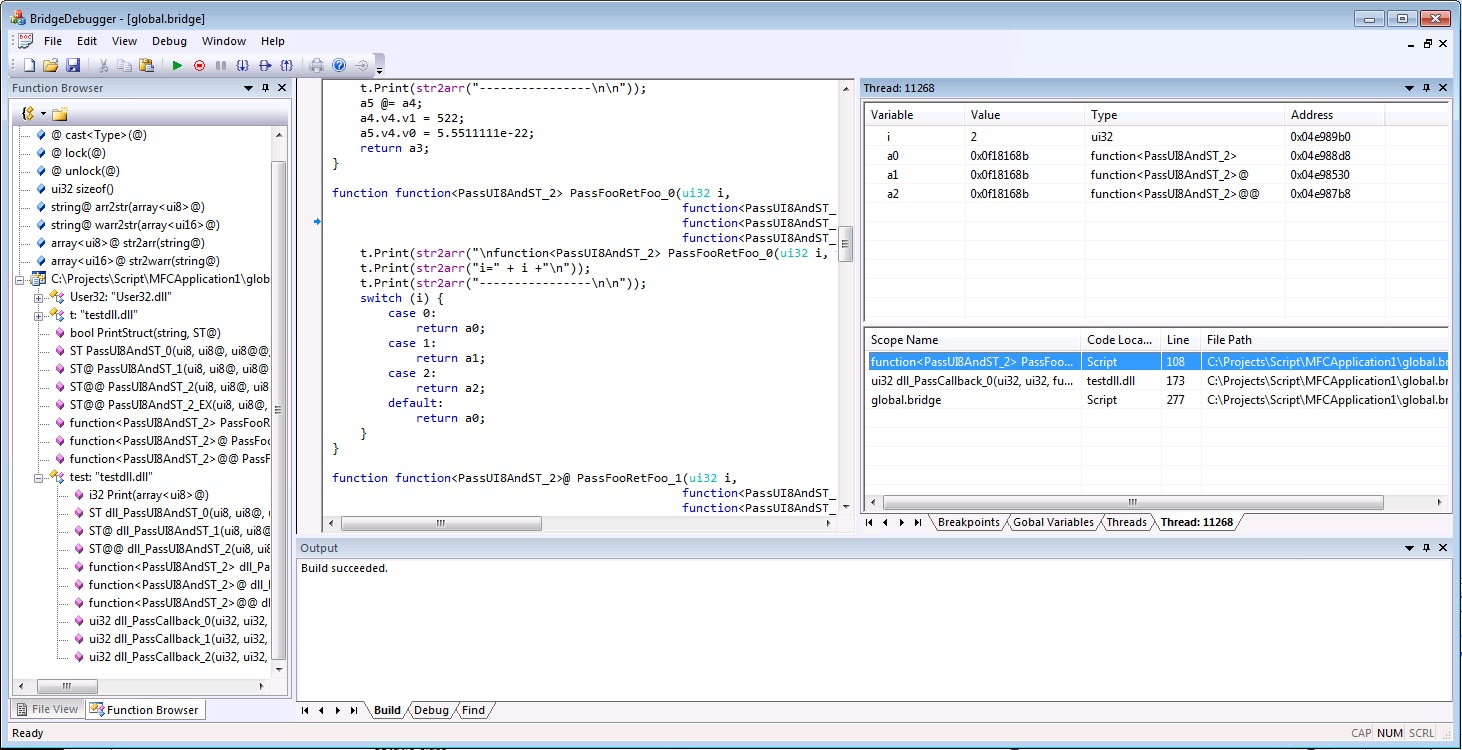 BridgeDebugger - [global.bridge]
File Edit View Debug Window Help
Function Browser
@ cast<Type>(@)
@ lock(@)
@ unlock(@)
ui32 sizeof()
string@ arr2str(array<ui8>@)
string@ warr2str(array<ui16>@)
array<ui8>@ str2arr(string@)
array<ui16>@ str2warr(string@)
C:\Projects\Script\MFCApplication1\glob
User32: "User32.dll"
t: "testdll.dll"
bool PrintStruct(string, ST@)
ST PassUI8AndST_0(ui8, ui8@, ui8@@,
ST@ PassUI8AndST_1(ui8, ui8@, ui8@
ST@@ PassUI8AndST_2(ui8, ui8@, ui8
ST@@ PassUI8AndST_2_EX(ui8, ui8@,
function<PassUI8AndST_2> PassFooR
function<PassUI8AndST_2>@ PassFoo
function<PassUI8AndST_2>@@ PassF
test: "testdll.dll"
i32 Print(array<ui8>@)
ST dll_PassUI8AndST_0(ui8, ui8@,
ST@ dll_PassUI8AndST_1(ui8, ui8@
ST@@ dll_PassUI8AndST_2(ui8, ui8
function<PassUI8AndST_2> dll_Pa
function<PassUI8AndST_2>@ dll_
function<PassUI8AndST_2>@@ dl
ui32 dll_PassCallback_0(ui32, ui32,
ui32 dll_PassCallback_1(ui32, ui32,
ui32 dll_PassCallback_2(ui32, ui32,
File View Function Browser
t.Print(str2arr("----------------\n\n"));
a5 @= a4;
a4.v4.v1 = 522;
a5.v4.v0 = 5.5511111e-22;
return a3;
}
function function<PassUI8AndST_2> PassFooRetFoo_0(ui32 i,
function<PassUI8AndST_
function<PassUI8AndST_
function<PassUI8AndST_
t.Print(str2arr("\nfunction<PassUI8AndST_2> PassFooRetFoo_0(ui32 i,
t.Print(str2arr("i=" + i +"\n"));
t.Print(str2arr("----------------\n\n"));
switch (i) {
case 0:
return a0;
case 1:
return a1;
case 2:
return a2;
default:
return a0;
}
}
function function<PassUI8AndST_2>@ PassFooRetFoo_1(ui32 i,
function<PassUI8AndST_
function<PassUI8AndST_
Thread: 11268
Variable Value Type Address
i 2 ui32 0x04e989b0
a0 0x0f18168b function<PassUI8AndST_2> 0x04e988d8
a1 0x0f18168b function<PassUI8AndST_2>@ 0x04e98530
a2 0x0f18168b function<PassUI8AndST_2>@@ 0x04e987b8
Scope Name Code Loca... Line File Path
function<PassUI8AndST_2> PassFoo... Script 108 C:\Projects\Script\MFCApplication1\global.br
ui32 dll_PassCallback_0(ui32, ui32, fu... testdll.dll 173 C:\Projects\Script\MFCApplication1\global.br
global.bridge Script 277 C:\Projects\Script\MFCApplication1\global.br
Breakpoints Gobal Variables Threads Thread: 11268
Output
Build succeeded.
Build Debug Find
Ready CAP NUM SCRL